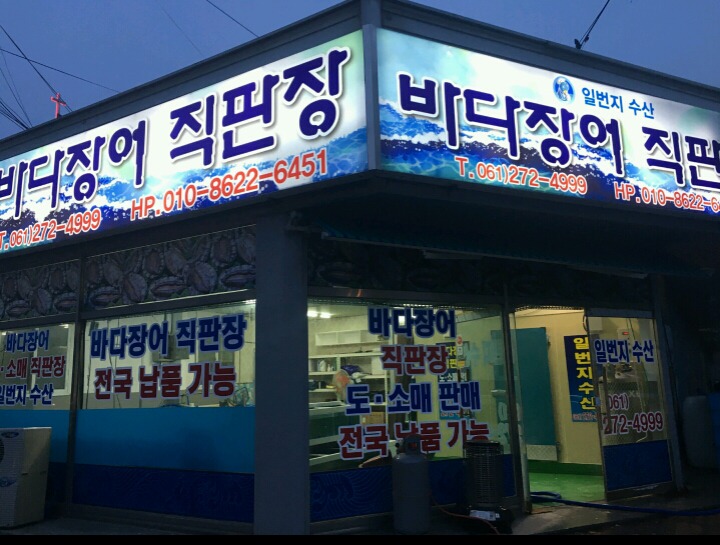 바다장어 직판장
T.061)272-4999 HP.010-8622-6451
일번지 수산
바다장어 직판
T.061)272-4999 HP.010-8622-6
바다장어
·소매 직판장
일번지 수산
바다장어 직판장
전국 납품 가능
바다장어
직판장
도·소매 판매
전국 납품 가능
일번지수산
일번지 수산
061)
272-4999